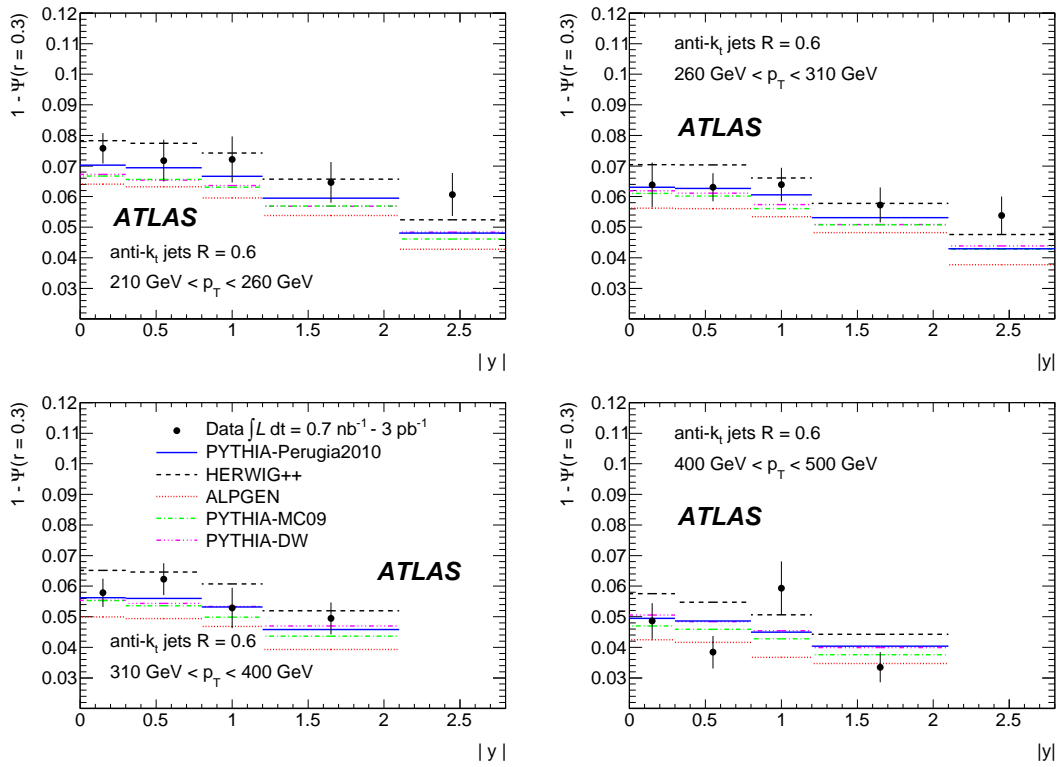 1 - Ψ(r = 0.3)
0.12
0.11
0.1
0.09
0.08
0.07
0.06
0.05
0.04
0.03
ATLAS
anti-kt jets R = 0.6
210 GeV < pT < 260 GeV
0 0.5 1 1.5 2 2.5
| y |
1 - Ψ(r = 0.3)
0.12
0.11
0.1
0.09
0.08
0.07
0.06
0.05
0.04
0.03
anti-kt jets R = 0.6
260 GeV < pT < 310 GeV
ATLAS
0 0.5 1 1.5 2 2.5
|y|
1 - Ψ(r = 0.3)
0.12
0.11
0.1
0.09
0.08
0.07
0.06
0.05
0.04
0.03
Data ∫L dt = 0.7 nb⁻¹ - 3 pb⁻¹
PYTHIA-Perugia2010
HERWIG++
ALPGEN
PYTHIA-MC09
PYTHIA-DW
ATLAS
anti-kt jets R = 0.6
310 GeV < pT < 400 GeV
0 0.5 1 1.5 2 2.5
| y |
1 - Ψ(r = 0.3)
0.12
0.11
0.1
0.09
0.08
0.07
0.06
0.05
0.04
0.03
anti-kt jets R = 0.6
400 GeV < pT < 500 GeV
ATLAS
0 0.5 1 1.5 2 2.5
|y|